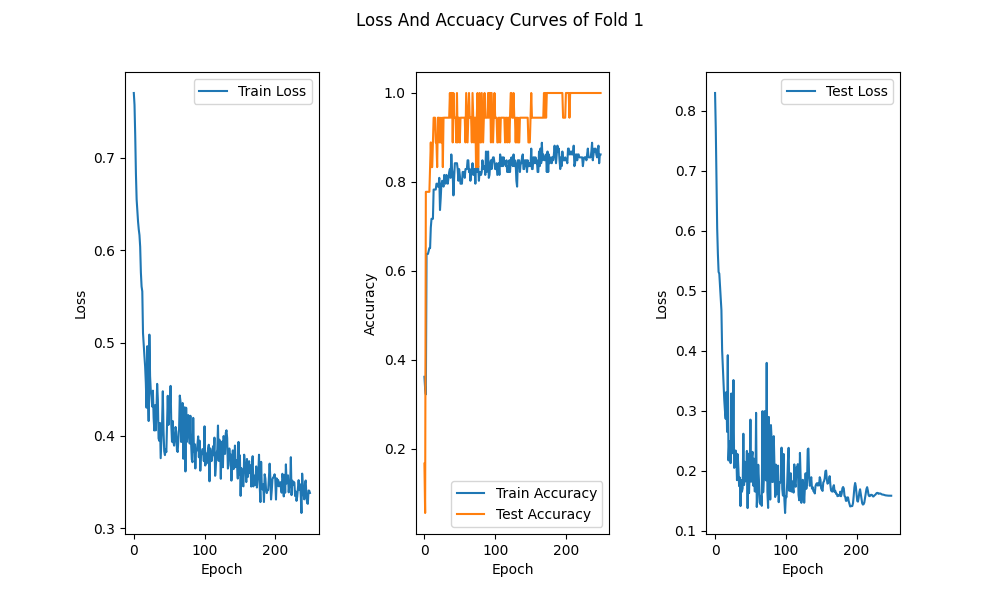 Loss And Accuacy Curves of Fold 1
Train Loss
0.7
0.6
0.5
0.4
0.3
Loss
0 100 200
Epoch
1.0
0.8
0.6
0.4
0.2
Accuracy
Train Accuracy
Test Accuracy
0 100 200
Epoch
Test Loss
0.8
0.7
0.6
0.5
0.4
0.3
0.2
0.1
Loss
0 100 200
Epoch